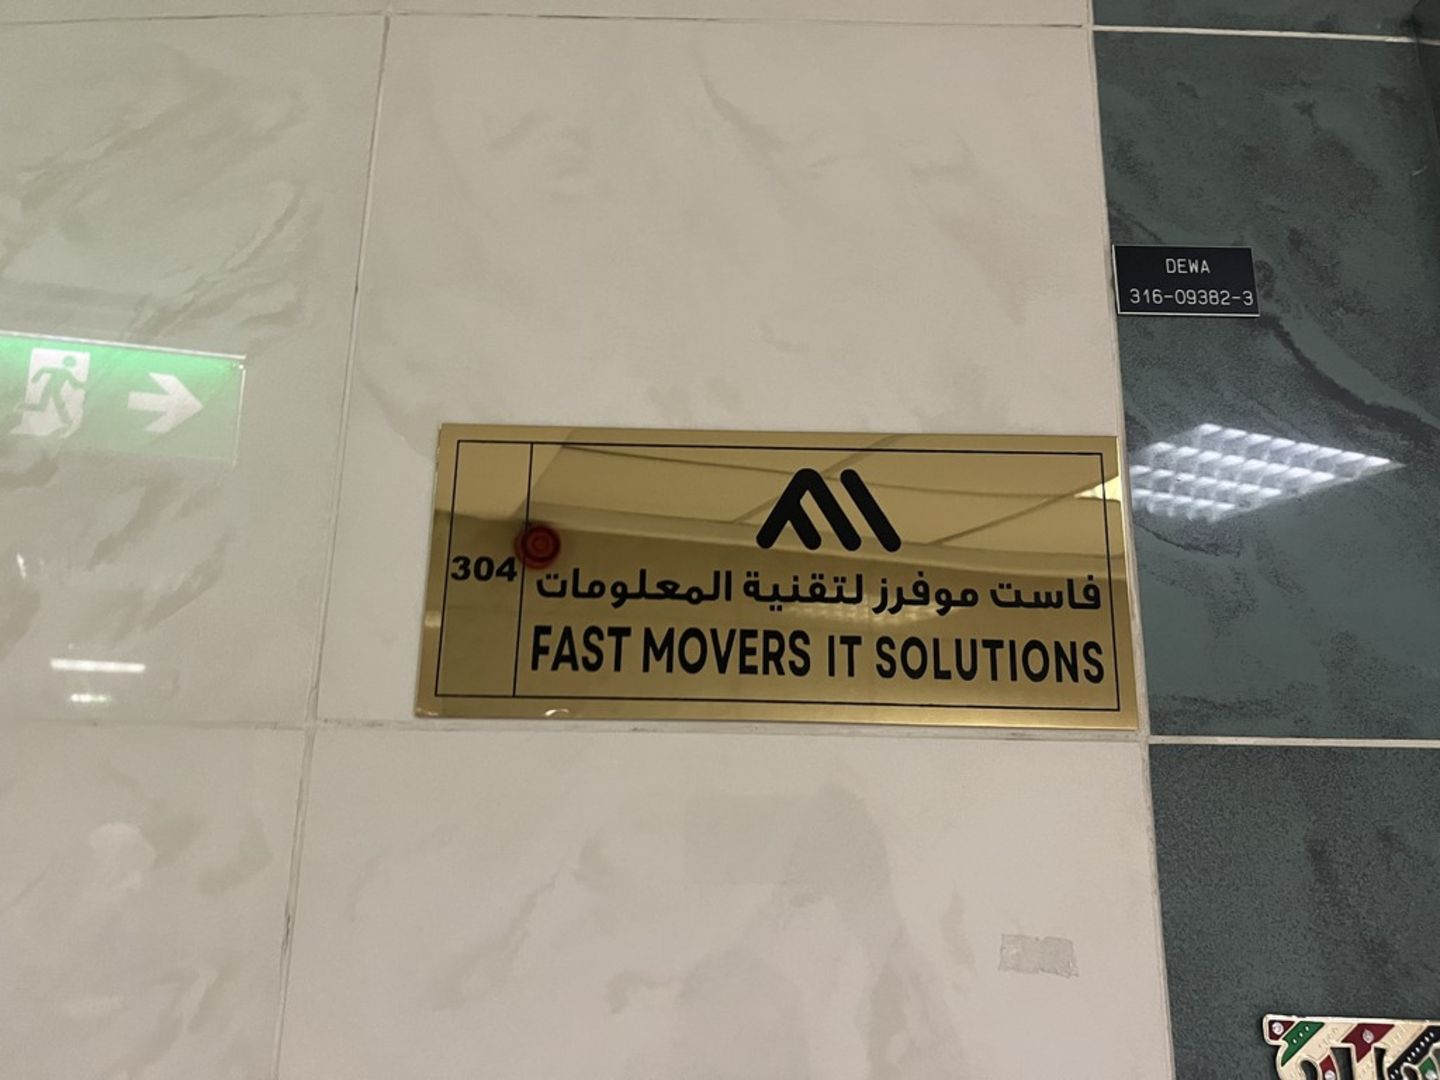 DEWA
316-09382-3
304
فاست موفرز لتقنية المعلومات
FAST MOVERS IT SOLUTIONS